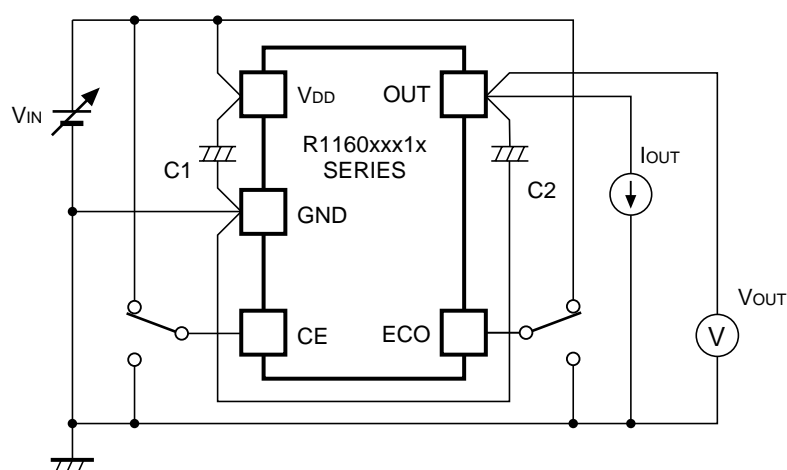 VIN
C1
VDD
GND
CE
R1160xxx1x
SERIES
OUT
ECO
C2
IOUT
VOUT
V